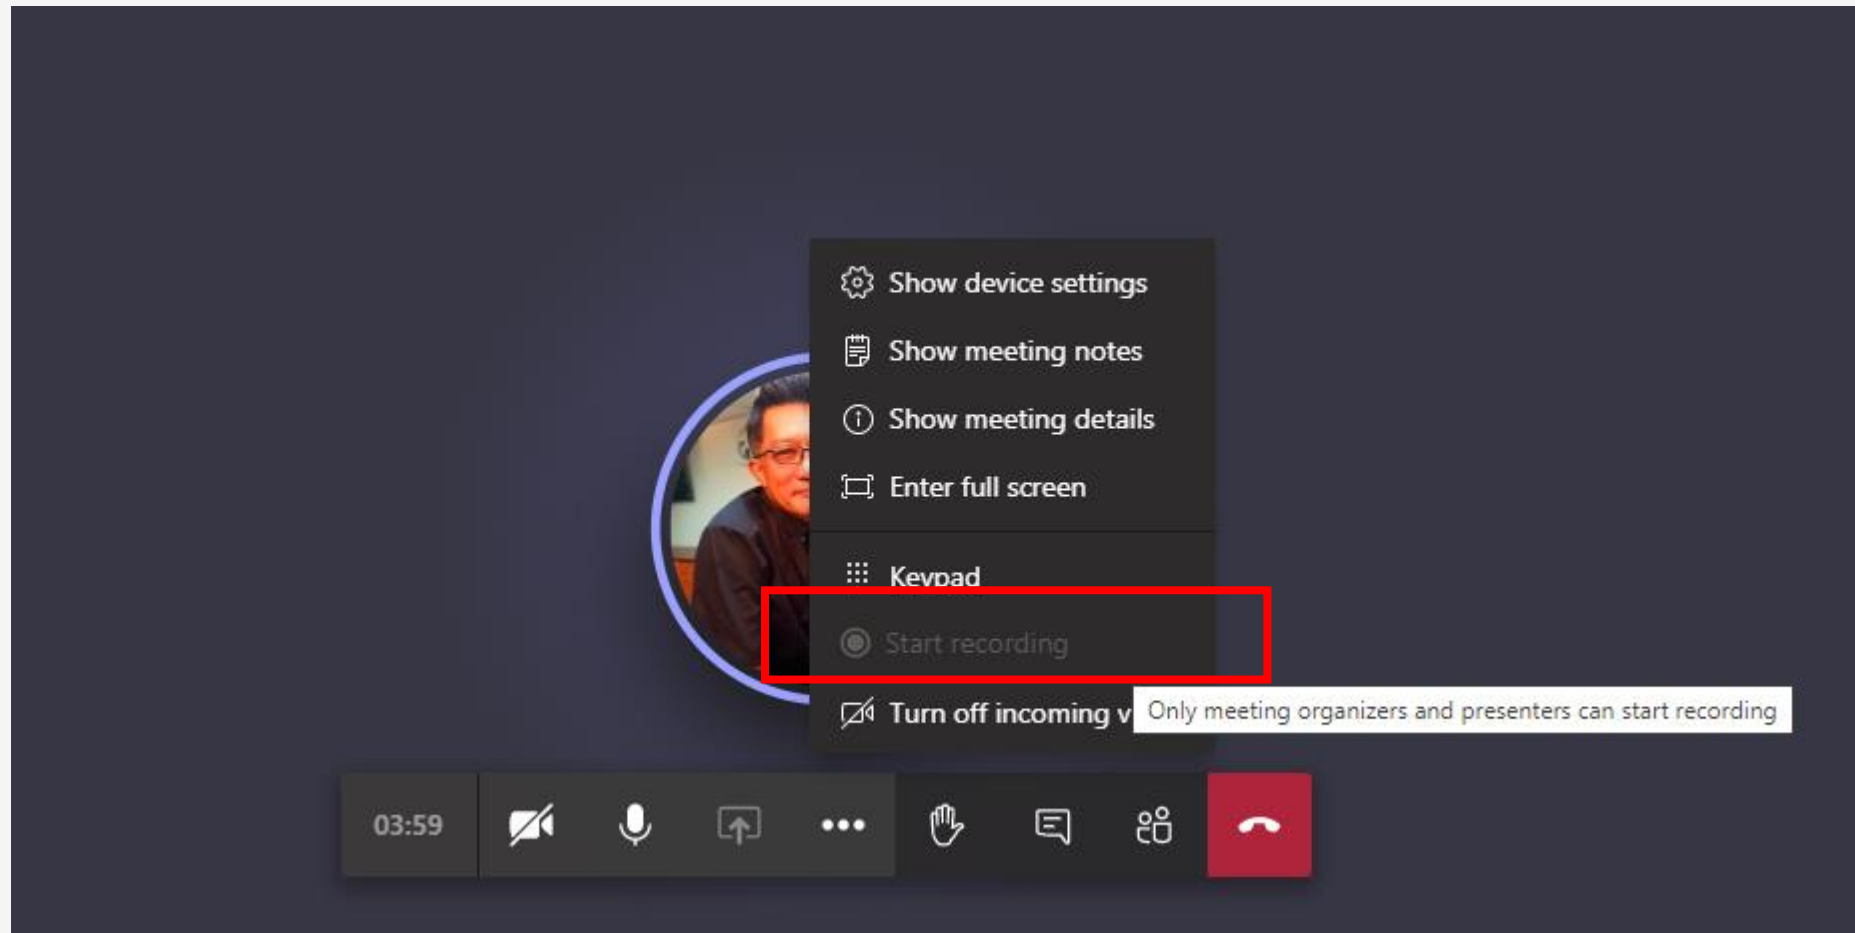 Show device settings
Show meeting notes
Show meeting details
Enter full screen
Keypad
Start recording
Turn off incoming v
Only meeting organizers and presenters can start recording
03:59